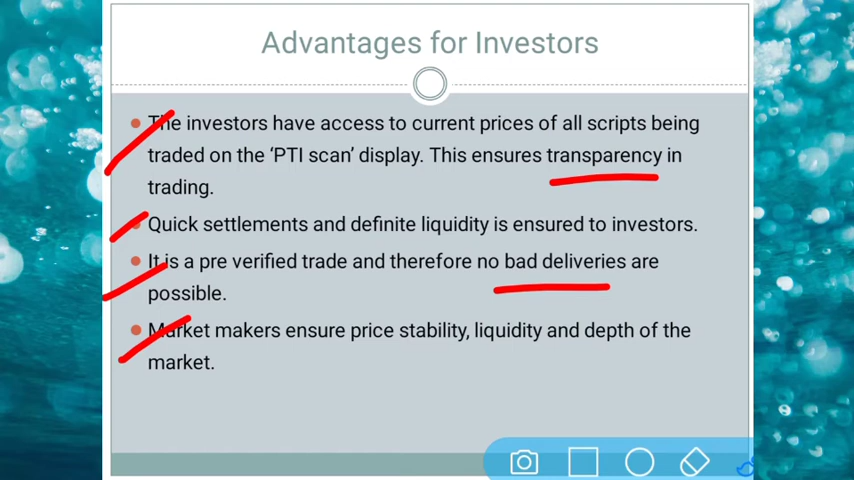 Advantages for Investors
The investors have access to current prices of all scripts being
traded on the ‘PTI scan’ display. This ensures transparency in
trading.
Quick settlements and definite liquidity is ensured to investors.
It is a pre verified trade and therefore no bad deliveries are
possible.
Market makers ensure price stability, liquidity and depth of the
market.